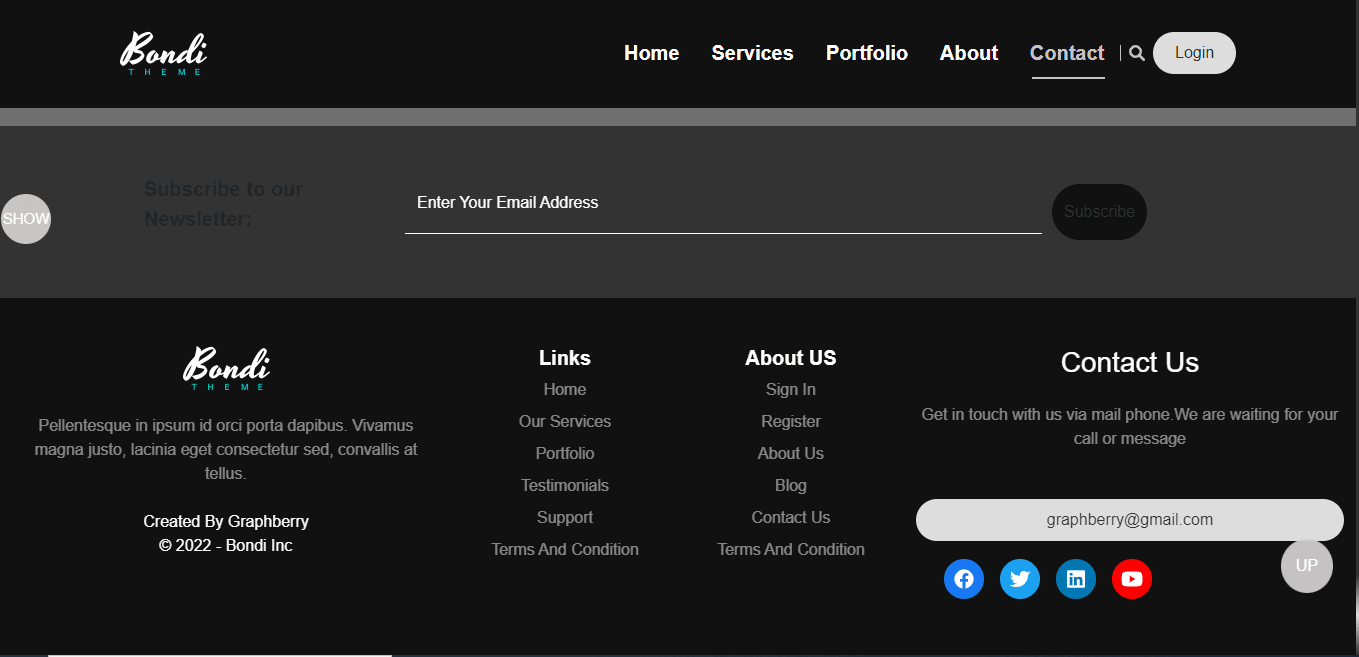 Bondi
THEME
Home Services Portfolio About Contact | Login
Subscribe to our
Newsletter:
SHOW
Enter Your Email Address
Subscribe
Bondi
THEME
Pellentesque in ipsum id orci porta dapibus. Vivamus
magna justo, lacinia eget consectetur sed, convallis at
tellus.
Created By Graphberry
© 2022 - Bondi Inc
Links
Home
Our Services
Portfolio
Testimonials
Support
Terms And Condition
About US
Sign In
Register
About Us
Blog
Contact Us
Terms And Condition
Contact Us
Get in touch with us via mail phone.We are waiting for your
call or message
graphberry@gmail.com
UP